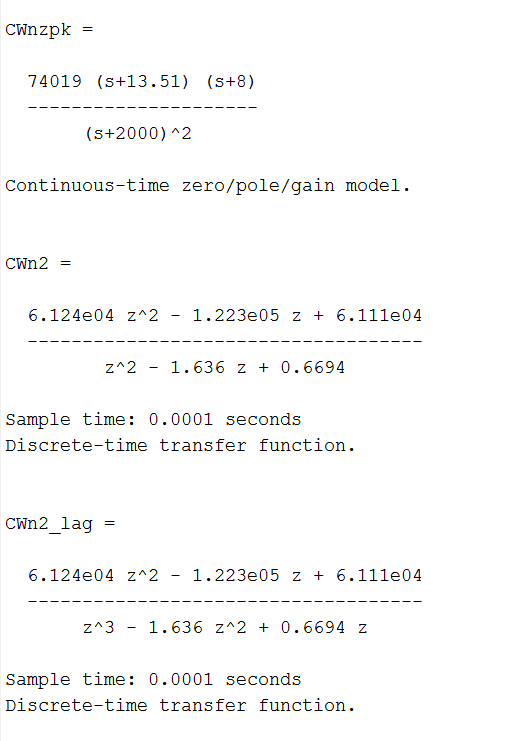 CWnzpk =
74019 (s+13.51) (s+8)
---------------------
(s+2000)^2
Continuous-time zero/pole/gain model.
CWn2 =
6.124e04 z^2 - 1.223e05 z + 6.111e04
------------------------------------
z^2 - 1.636 z + 0.6694
Sample time: 0.0001 seconds
Discrete-time transfer function.
CWn2_lag =
6.124e04 z^2 - 1.223e05 z + 6.111e04
------------------------------------
z^3 - 1.636 z^2 + 0.6694 z
Sample time: 0.0001 seconds
Discrete-time transfer function.